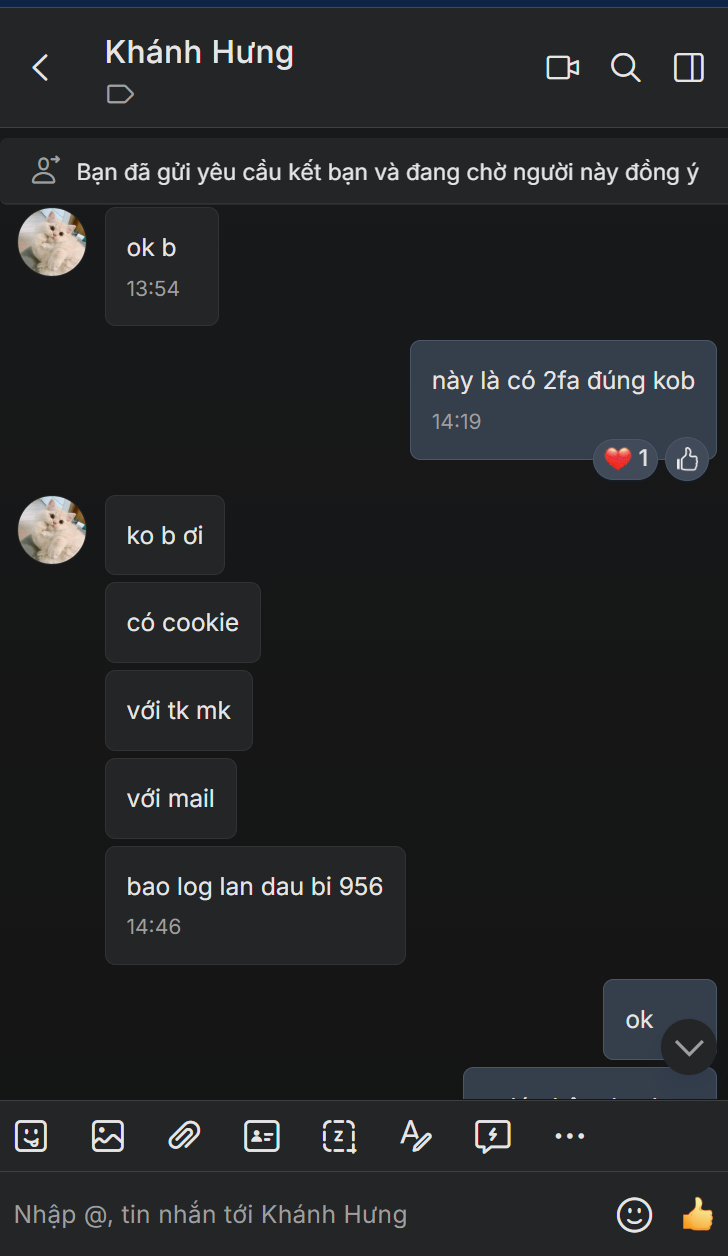 Khánh Hưng
Bạn đã gửi yêu cầu kết bạn và đang chờ người này đồng ý
ok b
13:54
này là có 2fa đúng kob
14:19
1
ko b ơi
có cookie
với tk mk
với mail
bao log lan dau bi 956
14:46
ok
Nhập @, tin nhắn tới Khánh Hưng